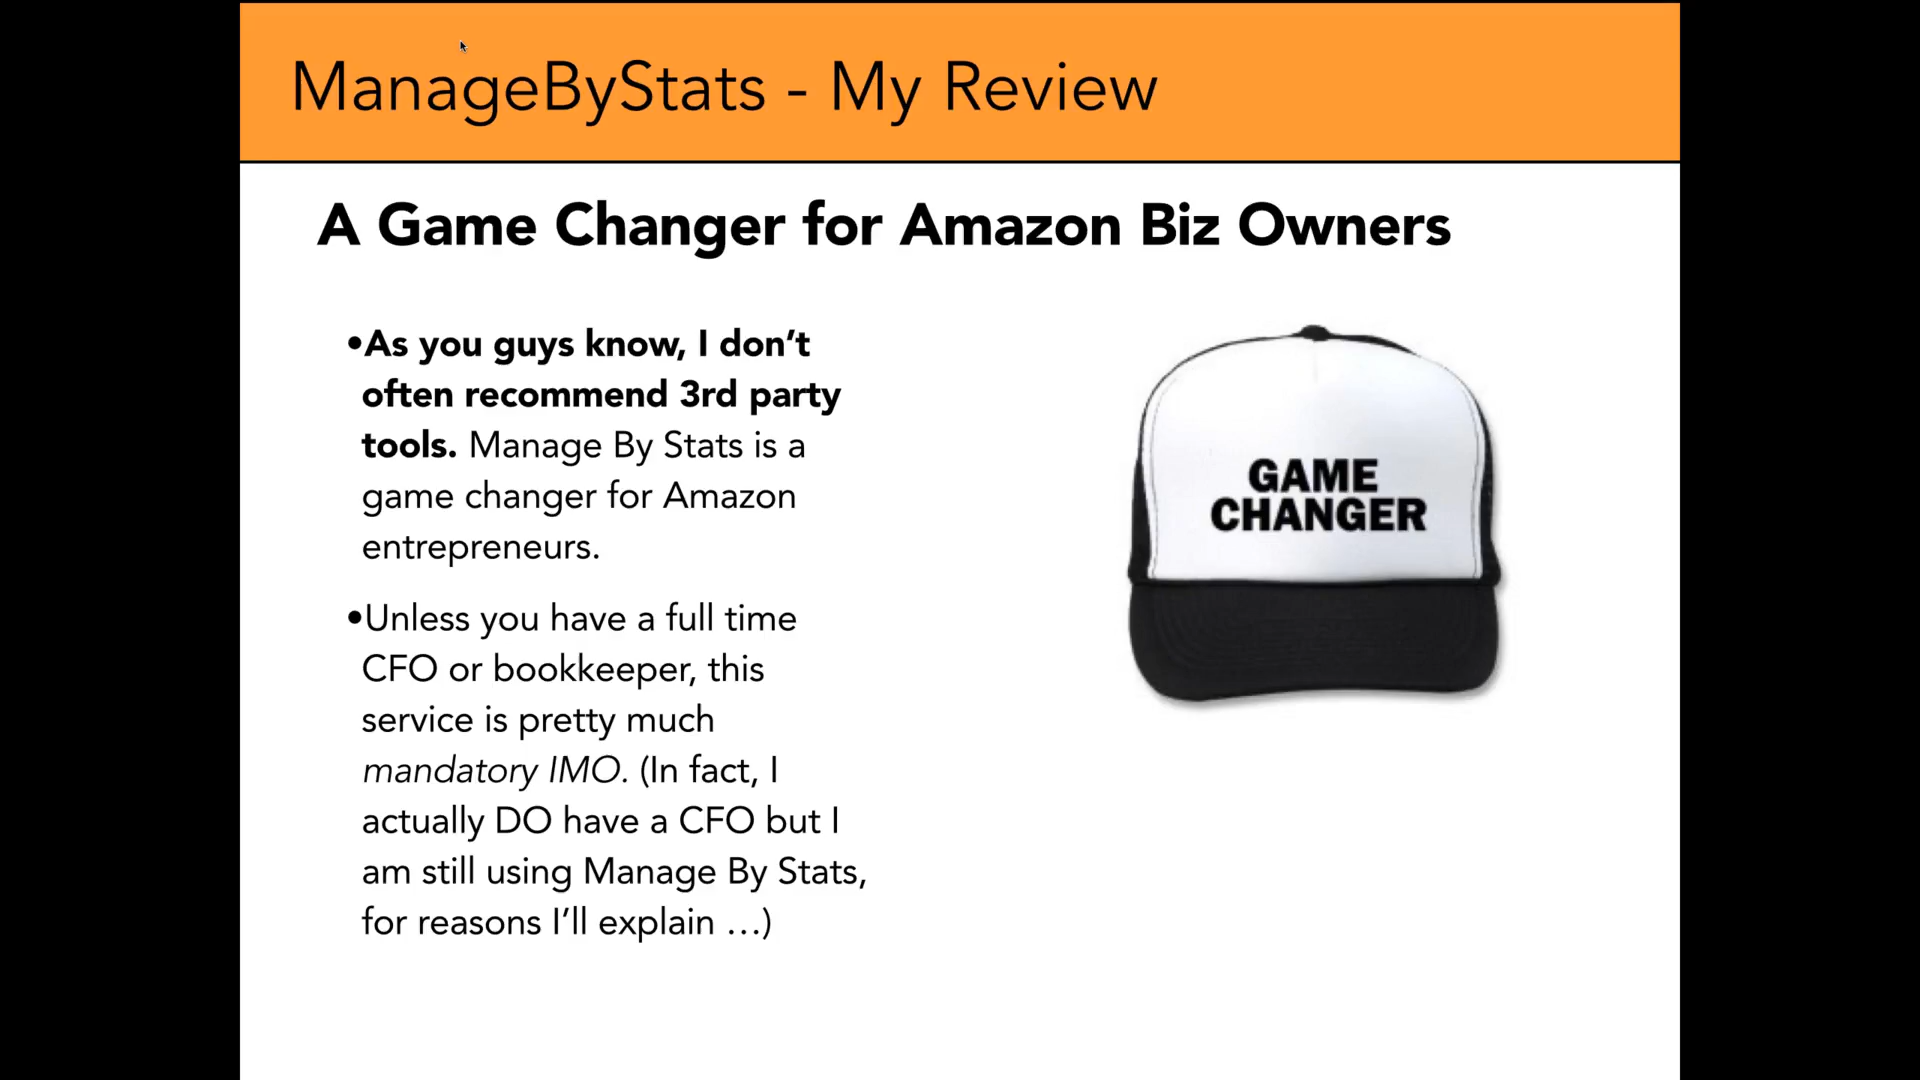 ManageByStats - My Review
A Game Changer for Amazon Biz Owners
•As you guys know, I don’t
often recommend 3rd party
tools. Manage By Stats is a
game changer for Amazon
entrepreneurs.
•Unless you have a full time
CFO or bookkeeper, this
service is pretty much
mandatory IMO. (In fact, I
actually DO have a CFO but I
am still using Manage By Stats,
for reasons I’ll explain …)
GAME
CHANGER